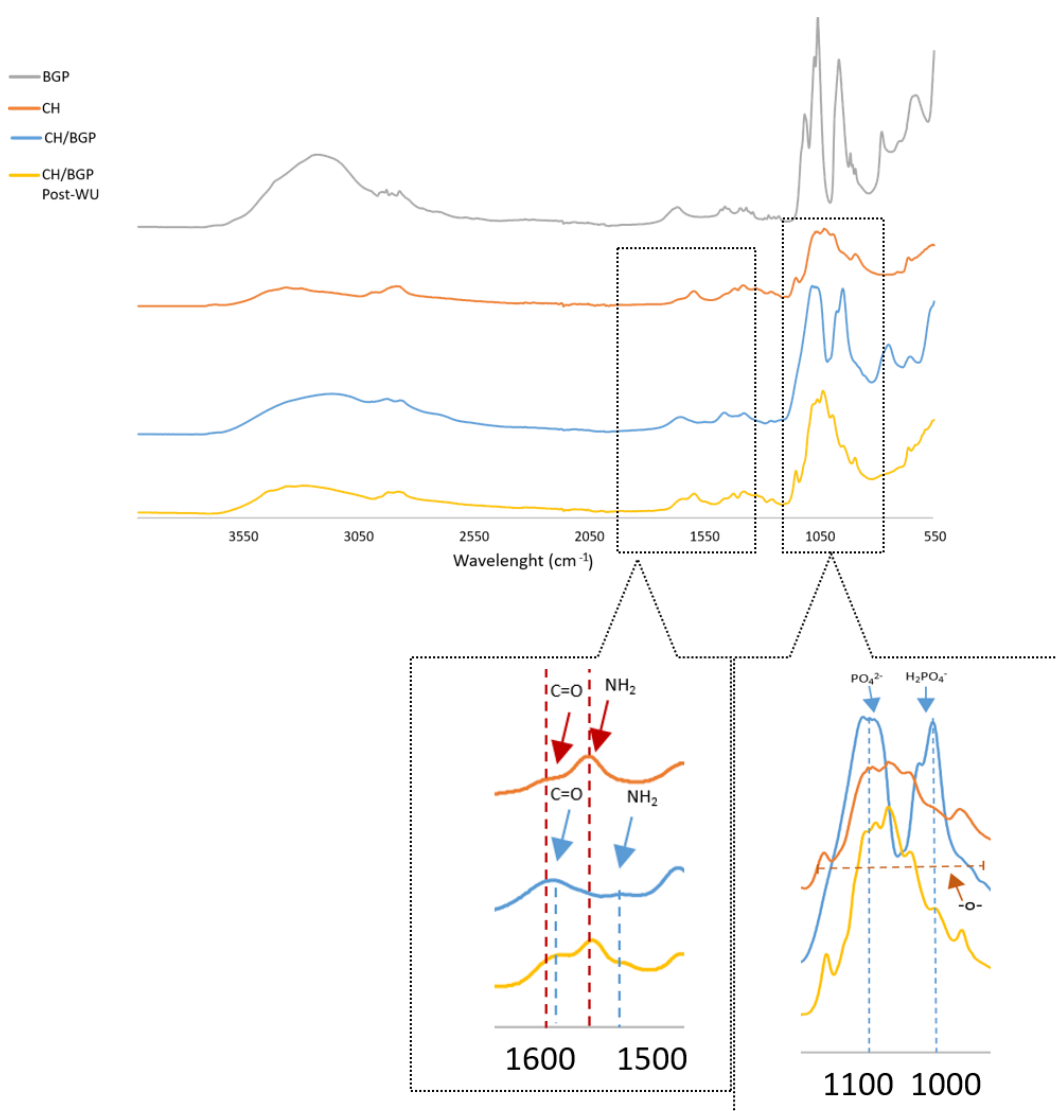 BGP
CH
CH/BGP
CH/BGP
Post-WU
3550 3050 2550 2050 1550 1050 550
Wavelenght (cm⁻¹)
C=O NH₂
C=O NH₂
1600 1500
PO₄²⁻ H₂PO₄⁻
-O-
1100 1000